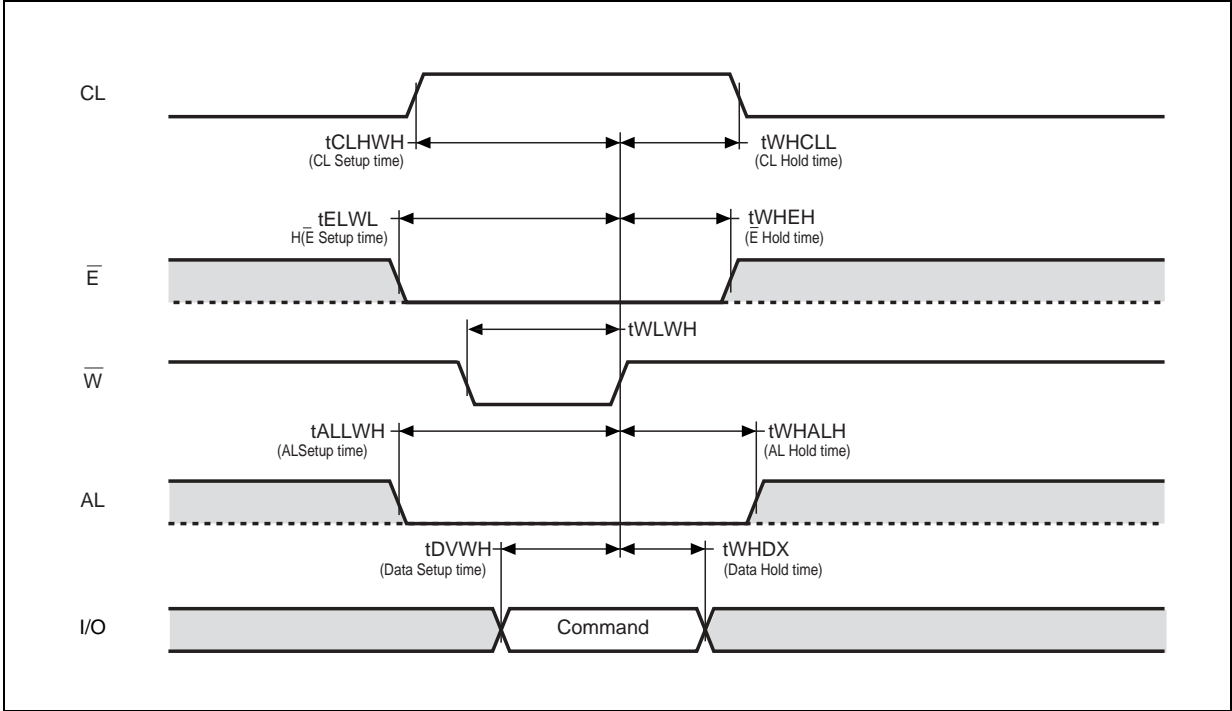 CL
tCLHWH
(CL Setup time)
tWHCLL
(CL Hold time)
tELWL
H(E̅ Setup time)
tWHEH
(E̅ Hold time)
E̅
tWLWH
W̅
tALLWH
(ALSetup time)
tWHALH
(AL Hold time)
AL
tDVWH
(Data Setup time)
tWHDX
(Data Hold time)
I/O
Command